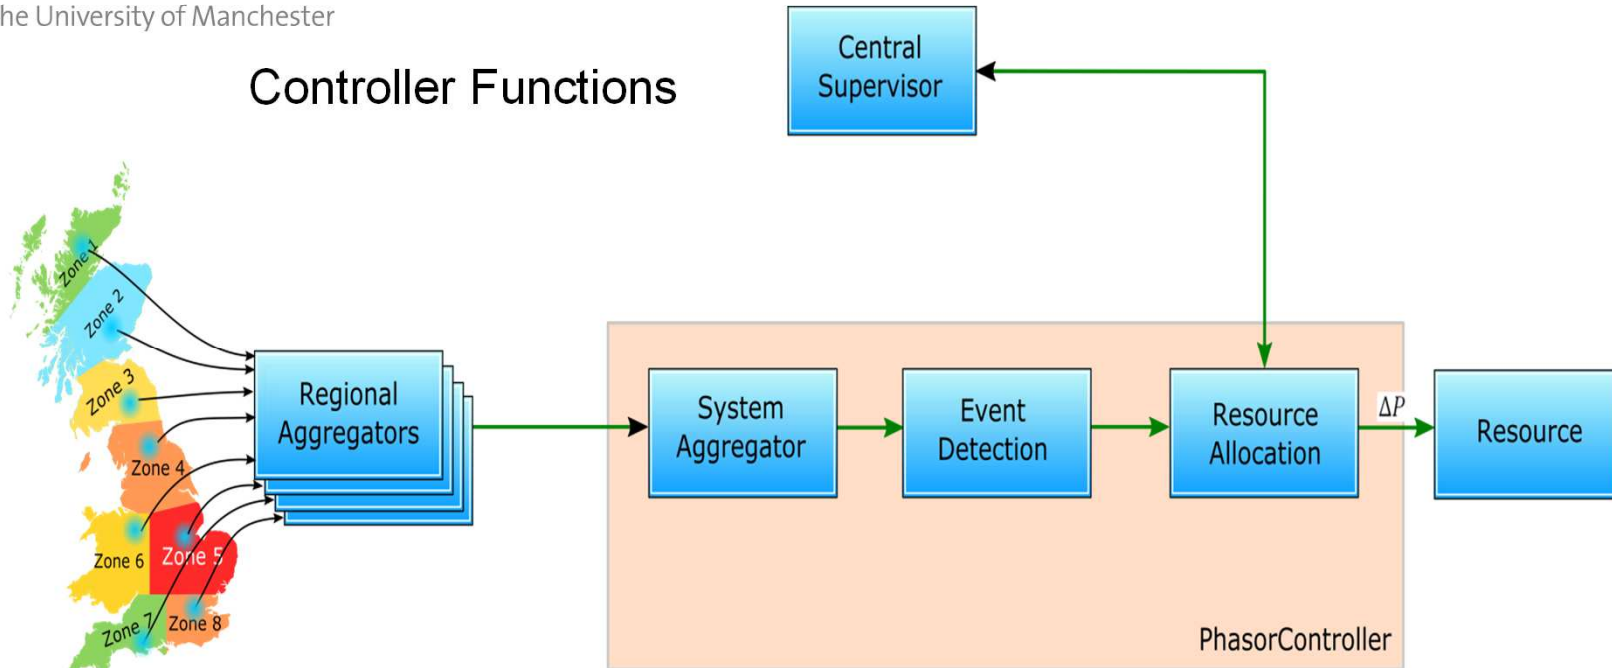 he University of Manchester
Controller Functions
Central
Supervisor
Zone 1
Zone 2
Zone 3
Zone 4
Zone 6
Zone 5
Zone 7
Zone 8
Regional
Aggregators
System
Aggregator
Event
Detection
Resource
Allocation
ΔP
Resource
PhasorController